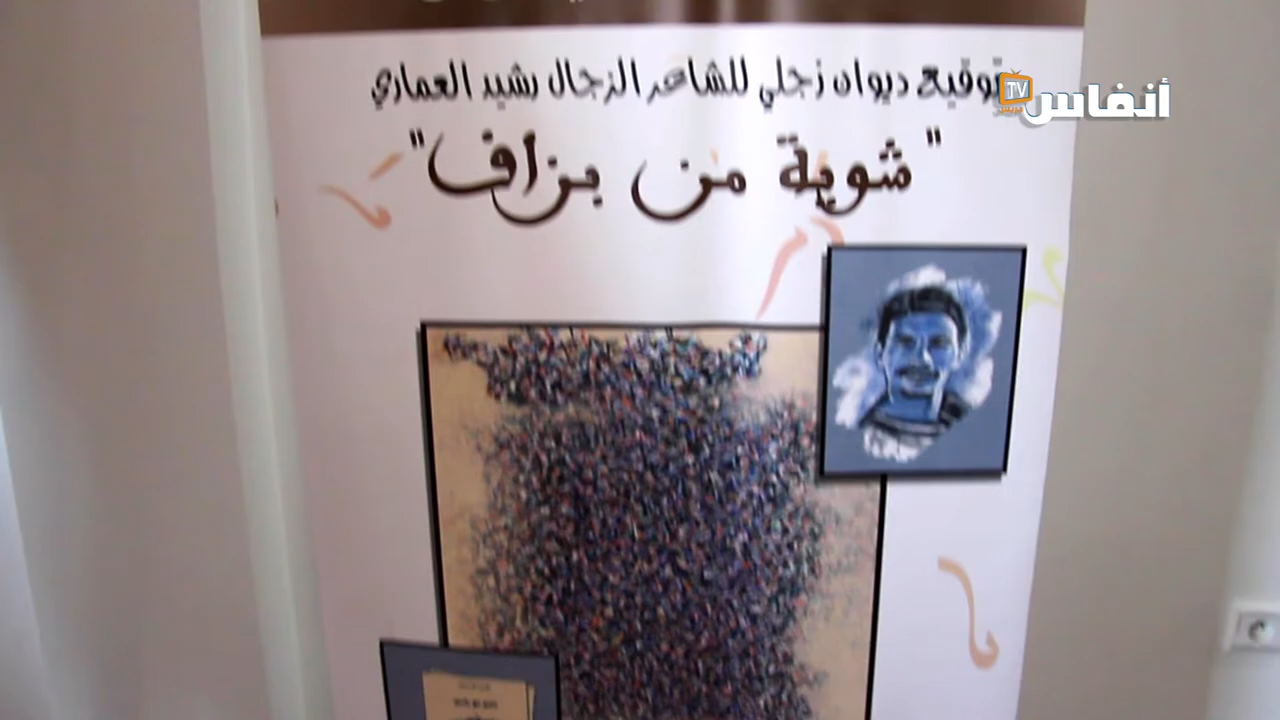 توقيع ديوان زجلي للشاعر الزجال رشيد العماري
" شوية من بزاف "
TV
أنفاس